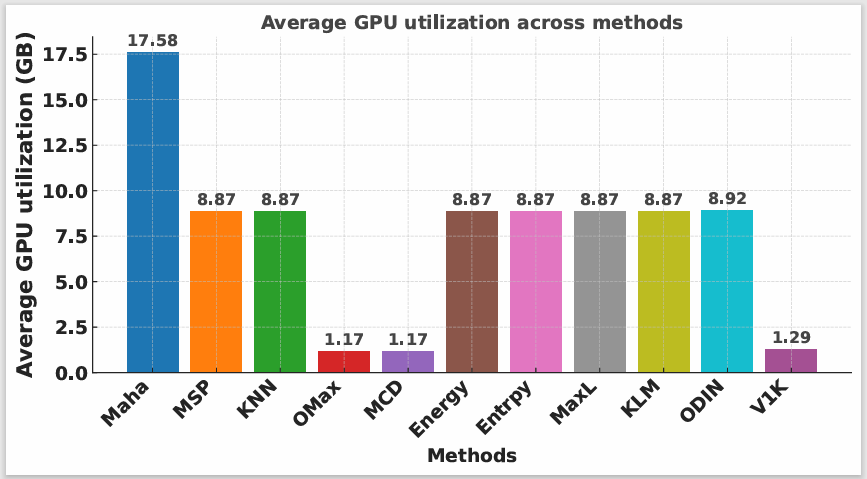 Average GPU utilization across methods
Average GPU utilization (GB)
17.5
15.0
12.5
10.0
7.5
5.0
2.5
0.0
17.58
8.87
8.87
1.17
1.17
8.87
8.87
8.87
8.87
8.92
1.29
Maha
MSP
KNN
OMax
MCD
Energy
Entrpy
MaxL
KLM
ODIN
V1K
Methods